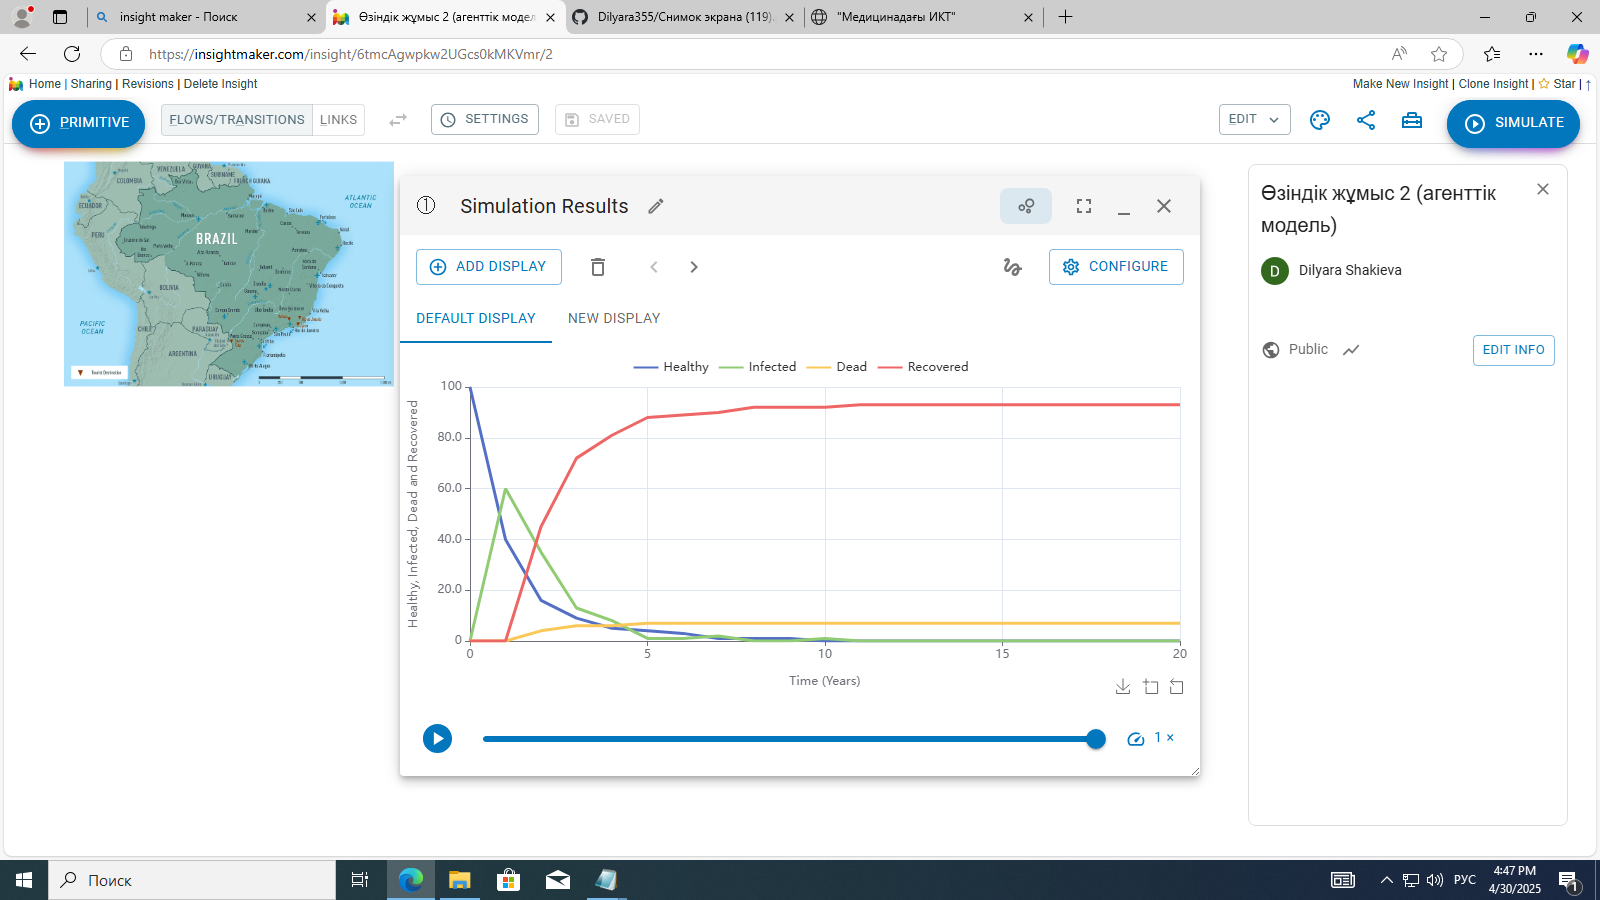 insight maker - Поиск
Өзіндік жұмыс 2 (агенттік модел
Dilyara355/Снимок экрана (119).
"Медицинадағы ИКТ"
https://insightmaker.com/insight/6tmcAgwpkw2UGcs0kMKVmr/2
Home | Sharing | Revisions | Delete Insight
Make New Insight | Clone Insight | Star | ↑
PRIMITIVE
FLOWS/TRANSITIONS
LINKS
SETTINGS
SAVED
EDIT
SIMULATE
VENEZUELA
COLOMBIA
SURINAME
FRENCH GUIANA
ECUADOR
ATLANTIC
OCEAN
PERU
BRAZIL
BOLIVIA
PACIFIC
OCEAN
CHILE
PARAGUAY
ARGENTINA
URUGUAY
Tourist Destination
① Simulation Results
ADD DISPLAY
CONFIGURE
DEFAULT DISPLAY
NEW DISPLAY
Healthy
Infected
Dead
Recovered
Healthy, Infected, Dead and Recovered
100
80.0
60.0
40.0
20.0
0
0
5
10
15
20
Time (Years)
1 ×
Өзіндік жұмыс 2 (агенттік
модель)
D
Dilyara Shakieva
Public
EDIT INFO
Поиск
РУС
4:47 PM
4/30/2025
1